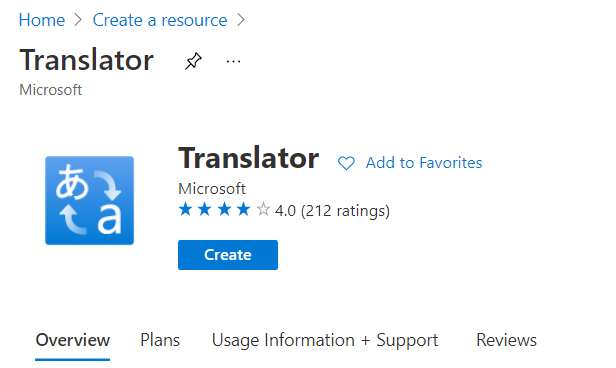 Home > Create a resource >
Translator ...
Microsoft
あ a
Translator Add to Favorites
Microsoft
4.0 (212 ratings)
Create
Overview Plans Usage Information + Support Reviews